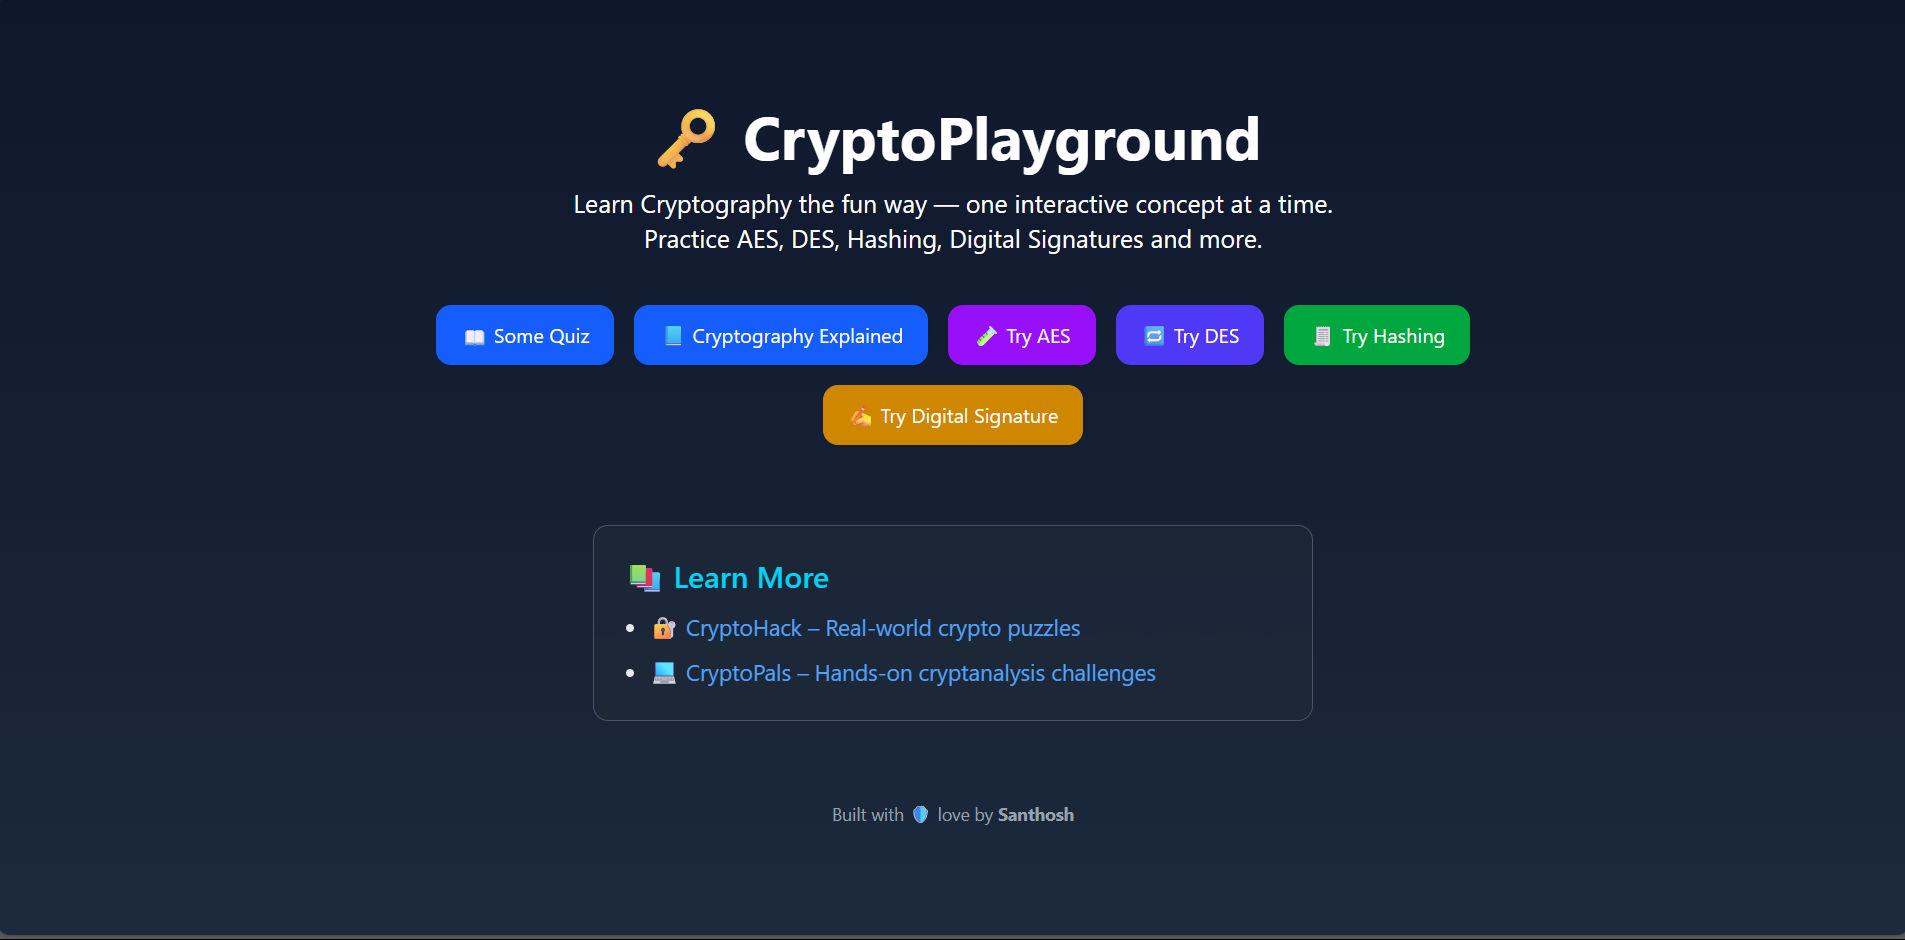 CryptoPlayground
Learn Cryptography the fun way — one interactive concept at a time.
Practice AES, DES, Hashing, Digital Signatures and more.
Some Quiz
Cryptography Explained
Try AES
Try DES
Try Hashing
Try Digital Signature
Learn More
CryptoHack – Real-world crypto puzzles
CryptoPals – Hands-on cryptanalysis challenges
Built with love by Santhosh